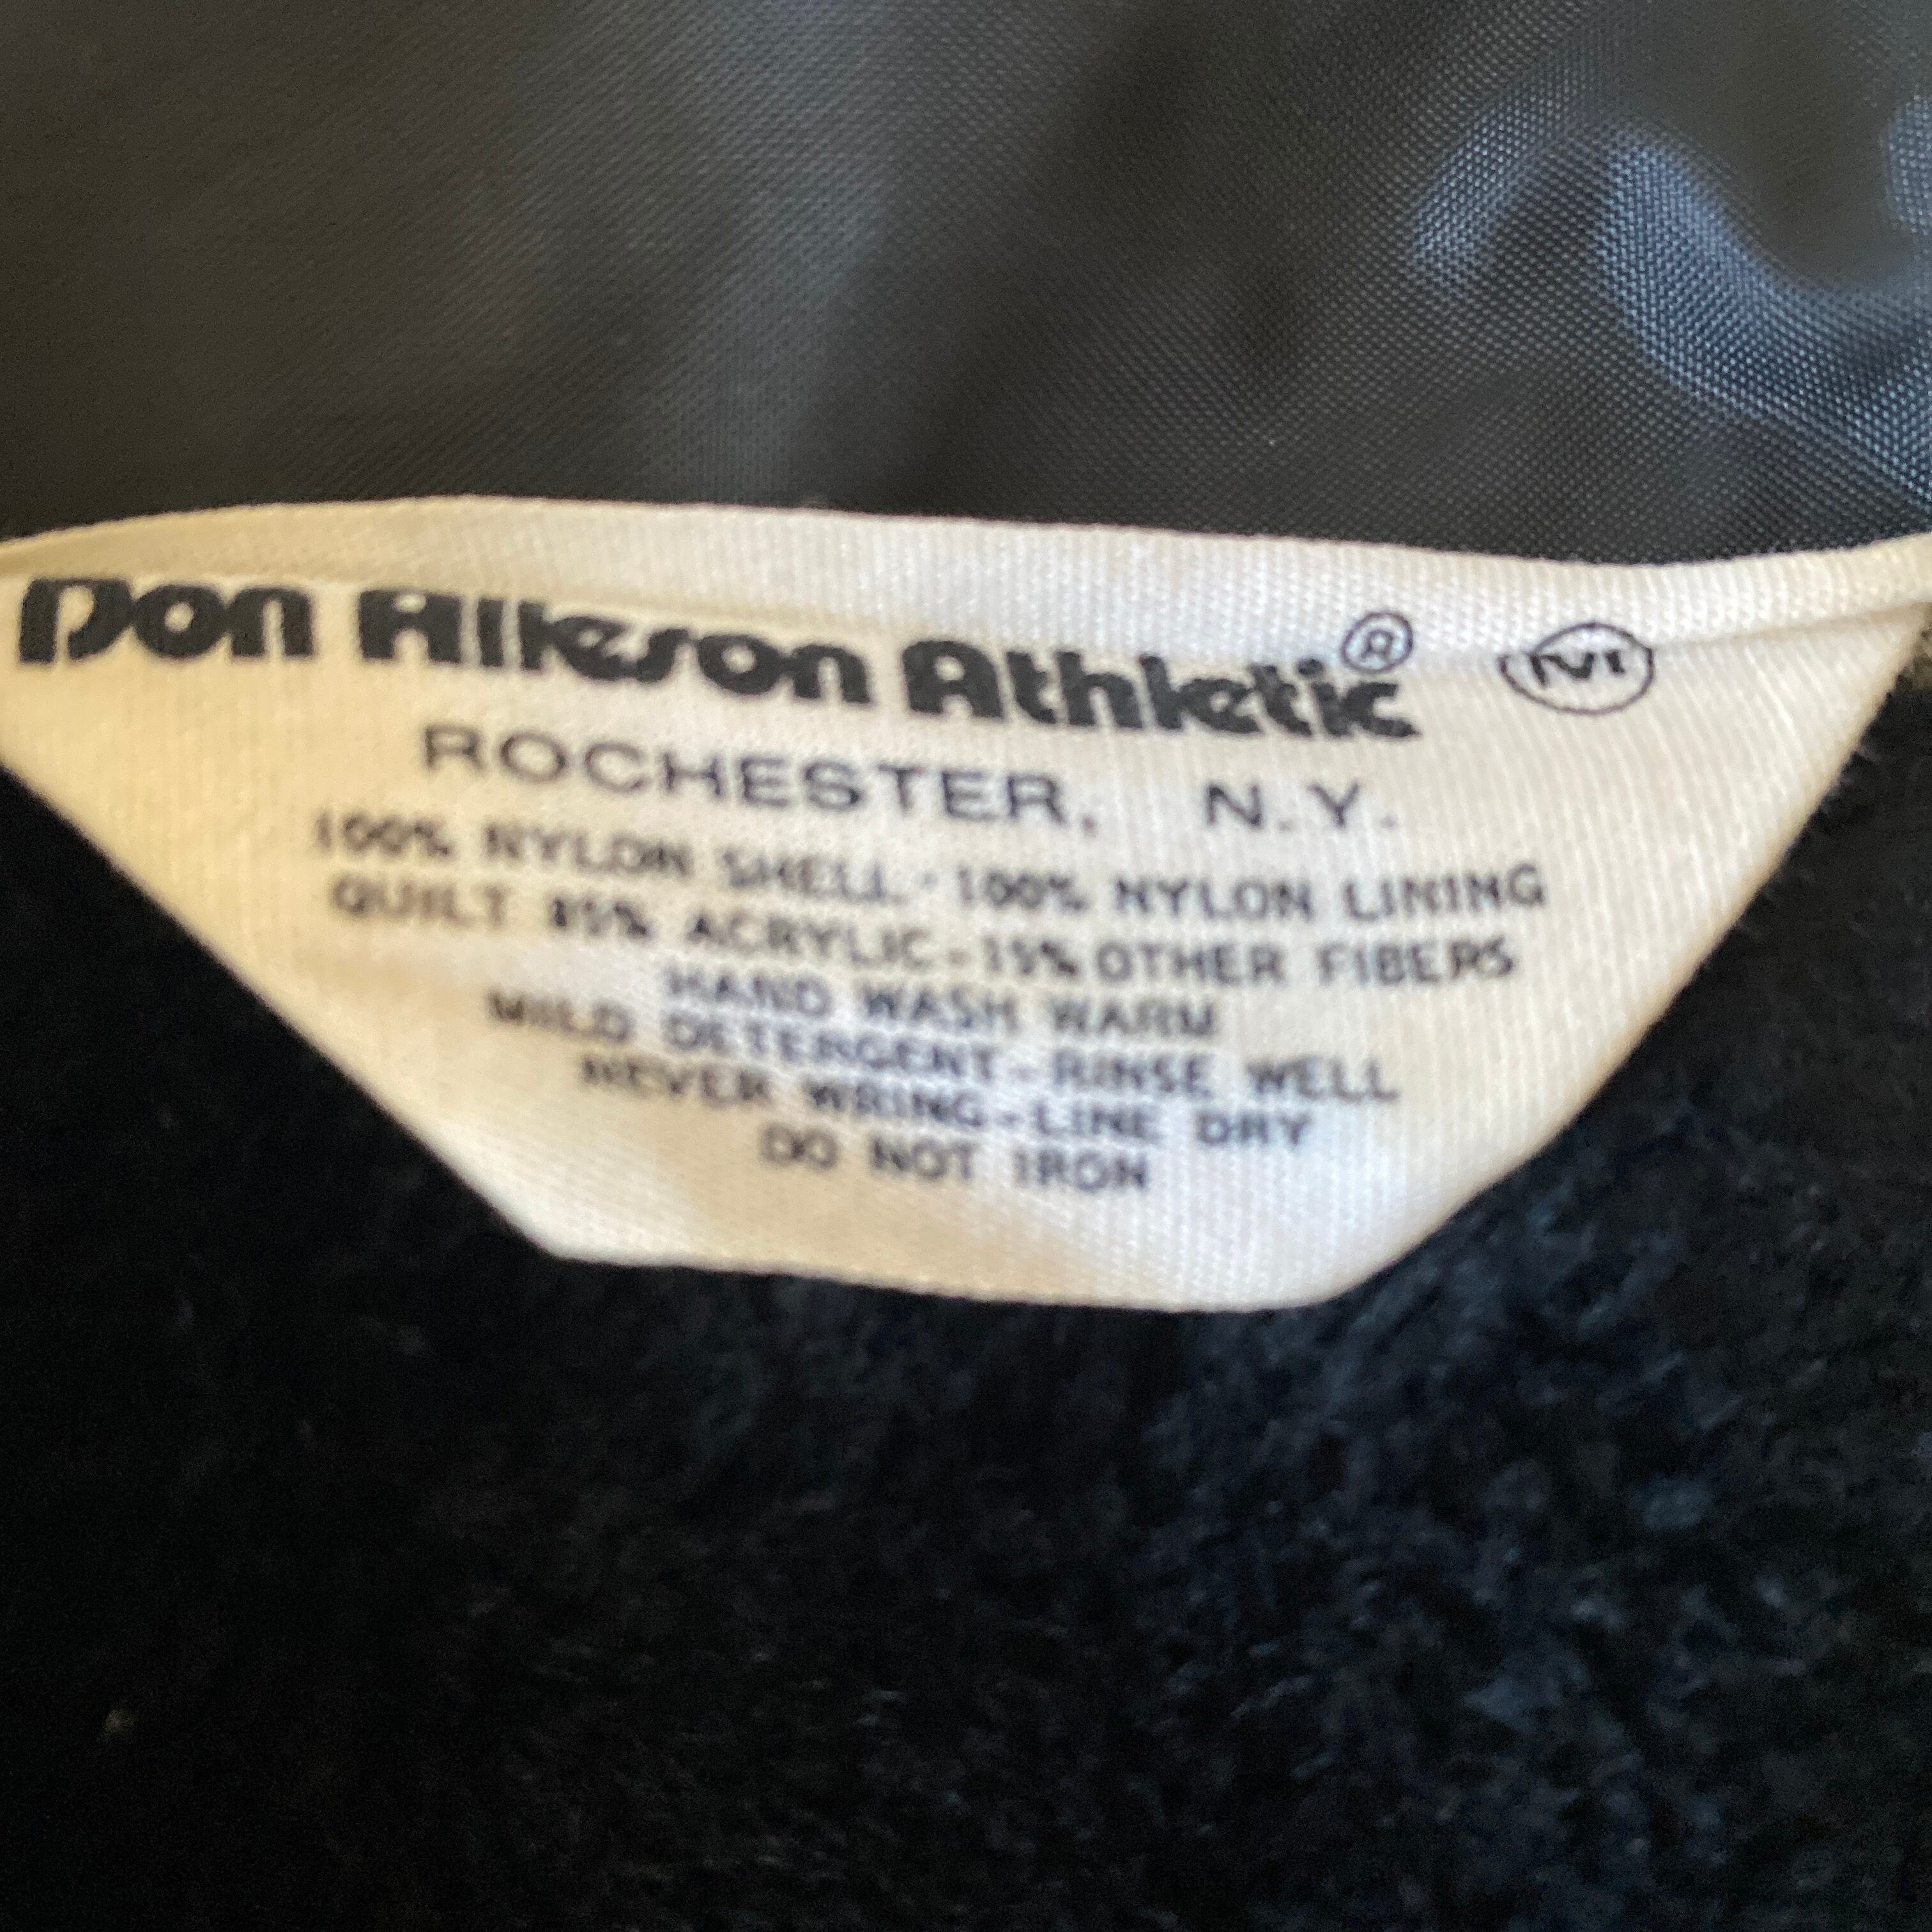 Don Alleson Athletic ® M
ROCHESTER, N.Y.
100% NYLON SHELL - 100% NYLON LINING
QUILT 85% ACRYLIC - 15% OTHER FIBERS
HAND WASH WARM
MILD DETERGENT - RINSE WELL
NEVER WRING - LINE DRY
DO NOT IRON